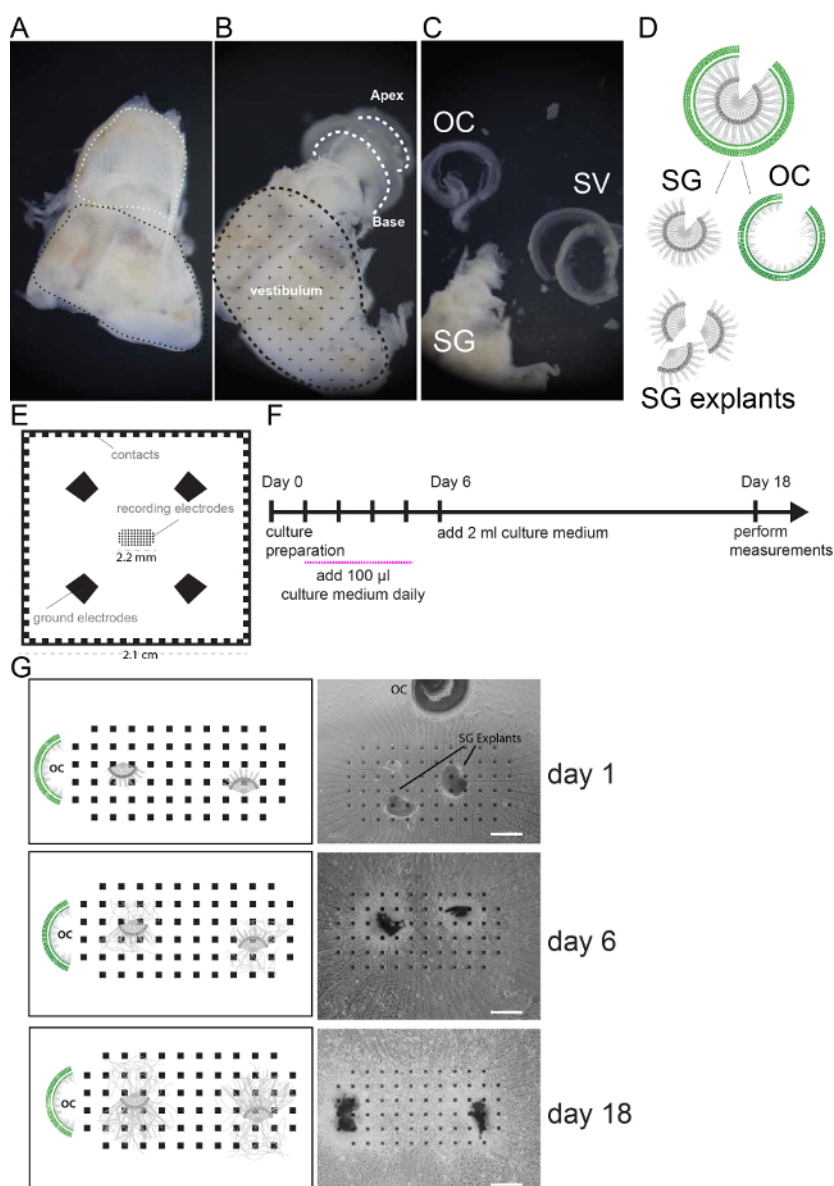 A
B
C
D
Apex
Base
vestibulum
OC
SV
SG
SG
OC
SG explants
E
contacts
recording electrodes
2.2 mm
ground electrodes
2.1 cm
F
Day 0
Day 6
Day 18
culture
preparation
add 2 ml culture medium
perform
measurements
add 100 µl
culture medium daily
G
OC
OC
SG Explants
day 1
OC
day 6
OC
day 18